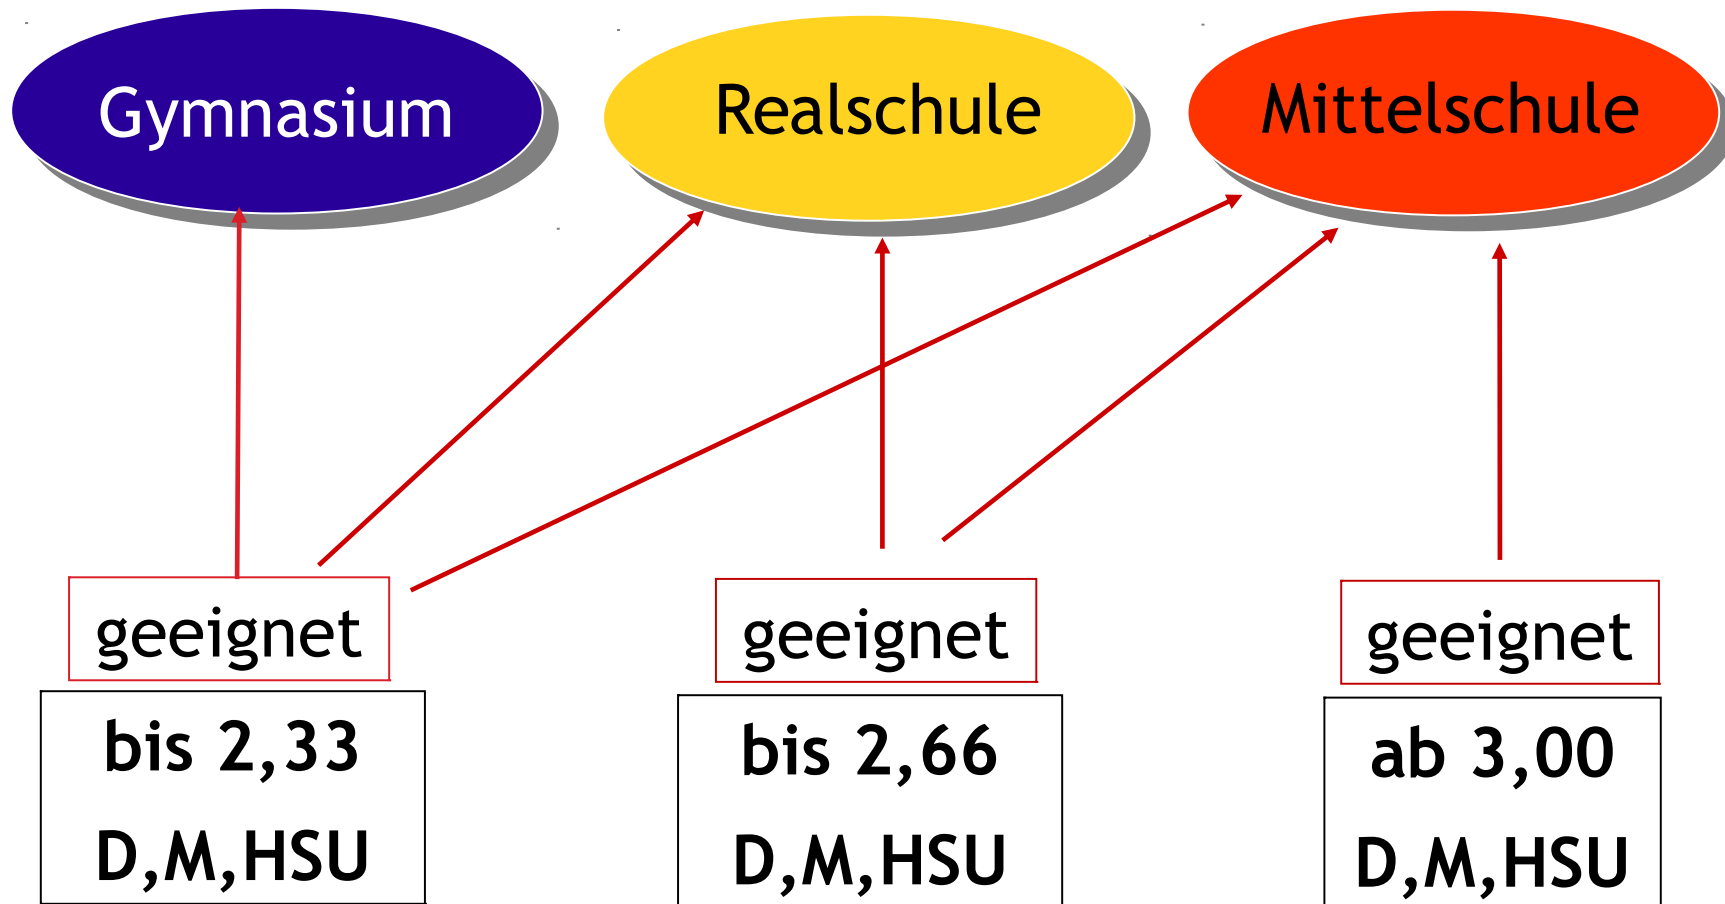 Gymnasium
Realschule
Mittelschule
geeignet
geeignet
geeignet
bis 2,33
D,M,HSU
bis 2,66
D,M,HSU
ab 3,00
D,M,HSU